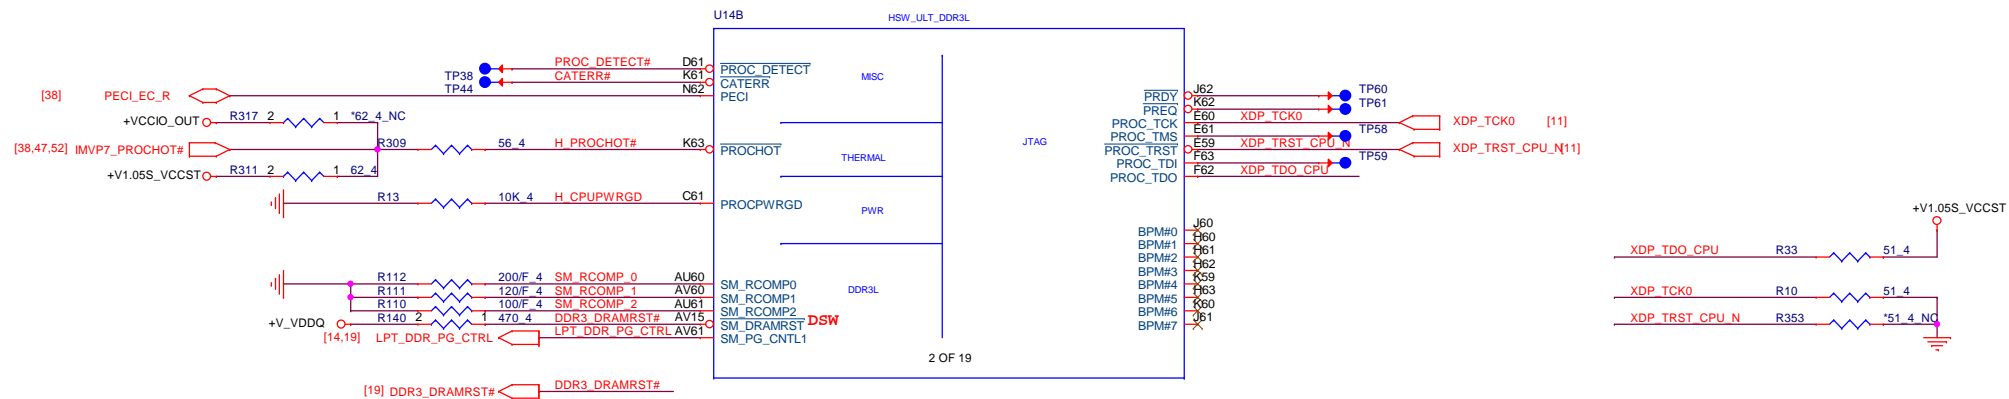 U14B
HSW_ULT_DDR3L
PROC_DETECT# D61
TP38 CATERR# K61 PROC_DETECT MISC
TP44 N62 CATERR
[38] PECI_EC_R PECI
J62 TP60
PRDY K62 TP61
PREQ E60 XDP_TCK0 XDP_TCK0 [11]
+VCCIO_OUT R317 2 1 *62_4_NC PROC_TCK E61 TP58
PROC_TMS E59 XDP_TRST_CPU_N XDP_TRST_CPU_N [11]
[38,47,52] IMVP7_PROCHOT# R309 56_4 H_PROCHOT# K63 PROCHOT JTAG PROC_TRST F63 TP59
THERMAL PROC_TDI F62 XDP_TDO_CPU
+V1.05S_VCCST R311 2 1 62_4 PROC_TDO
R13 10K_4 H_CPUPWRGD C61 PROCPWRGD PWR
+V1.05S_VCCST
J60
BPM#0 H60
BPM#1 H61
BPM#2 H62
BPM#3 K59
BPM#4 H63
BPM#5 K60
BPM#6 J61
BPM#7
XDP_TDO_CPU R33 51_4
R112 200/F_4 SM_RCOMP_0 AU60 SM_RCOMP0 DDR3L
R111 120/F_4 SM_RCOMP_1 AV60 SM_RCOMP1
R110 100/F_4 SM_RCOMP_2 AU61 SM_RCOMP2
+V_VDDQ R140 2 1 470_4 DDR3_DRAMRST# AV15 SM_DRAMRST DSW
[14,19] LPT_DDR_PG_CTRL LPT_DDR_PG_CTRL AV61 SM_PG_CNTL1
XDP_TCK0 R10 51_4
XDP_TRST_CPU_N R353 *51_4_NC
2 OF 19
[19] DDR3_DRAMRST# DDR3_DRAMRST#